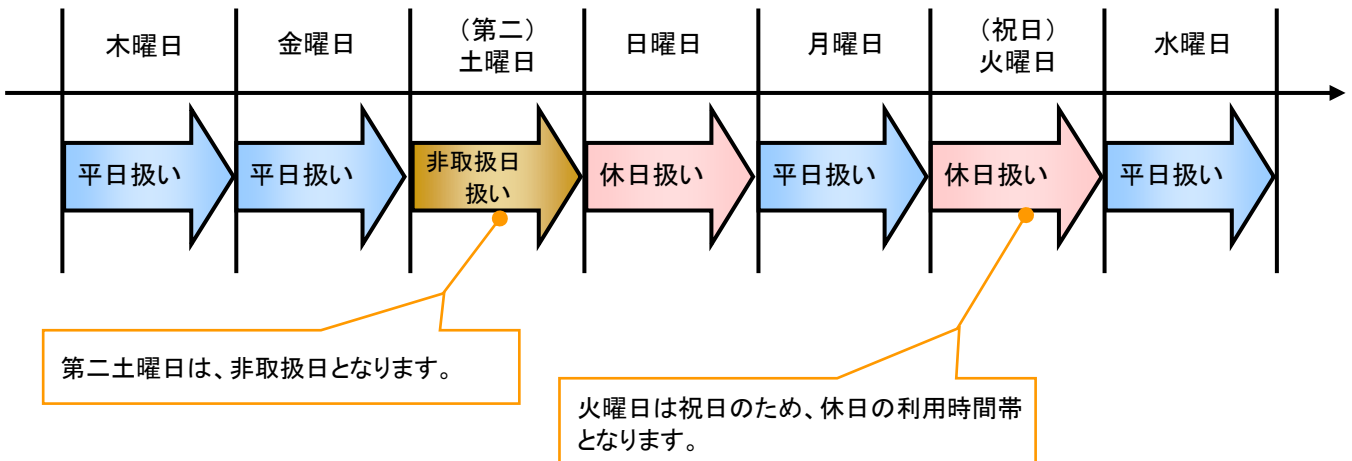 木曜日
金曜日
（第二）
土曜日
日曜日
月曜日
（祝日）
火曜日
水曜日
平日扱い
平日扱い
非取扱日
扱い
休日扱い
平日扱い
休日扱い
平日扱い
第二土曜日は、非取扱日となります。
火曜日は祝日のため、休日の利用時間帯
となります。